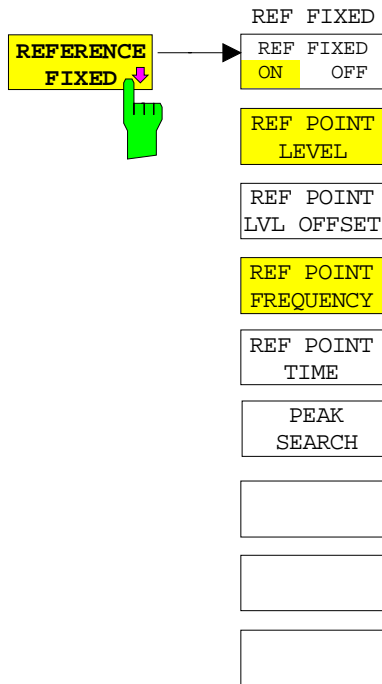 REF FIXED
REFERENCE
FIXED
REF FIXED
ON OFF
REF POINT
LEVEL
REF POINT
LVL OFFSET
REF POINT
FREQUENCY
REF POINT
TIME
PEAK
SEARCH